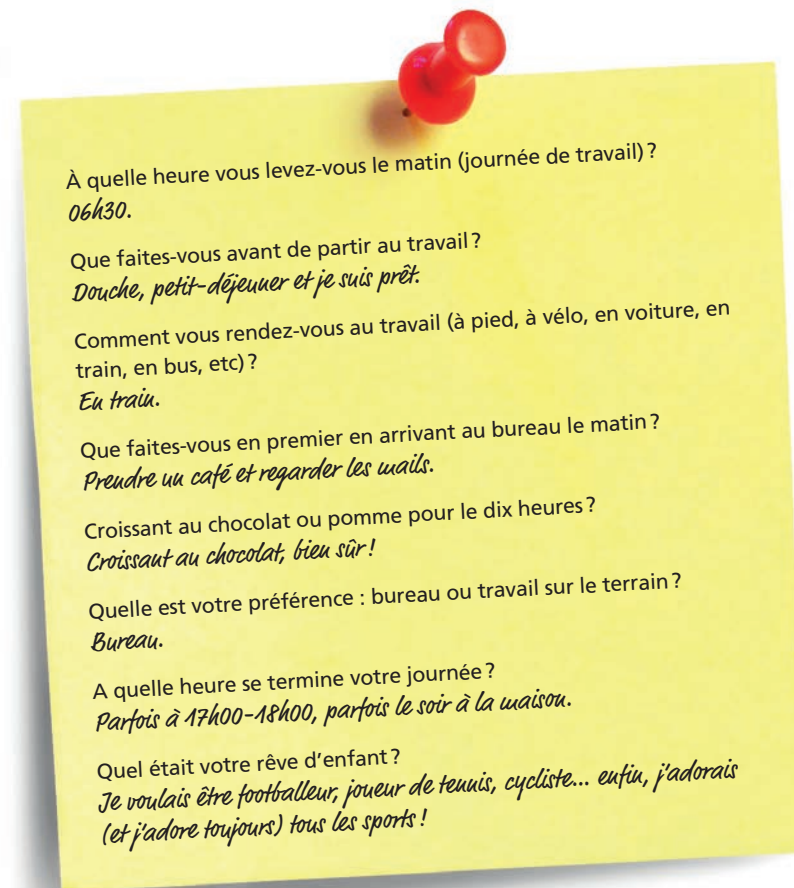 À quelle heure vous levez-vous le matin (journée de travail) ?
06h30.
Que faites-vous avant de partir au travail ?
Douche, petit-déjeuner et je suis prêt.
Comment vous rendez-vous au travail (à pied, à vélo, en voiture, en
train, en bus, etc) ?
En train.
Que faites-vous en premier en arrivant au bureau le matin ?
Prendre un café et regarder les mails.
Croissant au chocolat ou pomme pour le dix heures ?
Croissant au chocolat, bien sûr !
Quelle est votre préférence : bureau ou travail sur le terrain ?
Bureau.
A quelle heure se termine votre journée ?
Parfois à 17h00-18h00, parfois le soir à la maison.
Quel était votre rêve d'enfant ?
Je voulais être footballeur, joueur de tennis, cycliste... enfin, j'adorais
(et j'adore toujours) tous les sports !